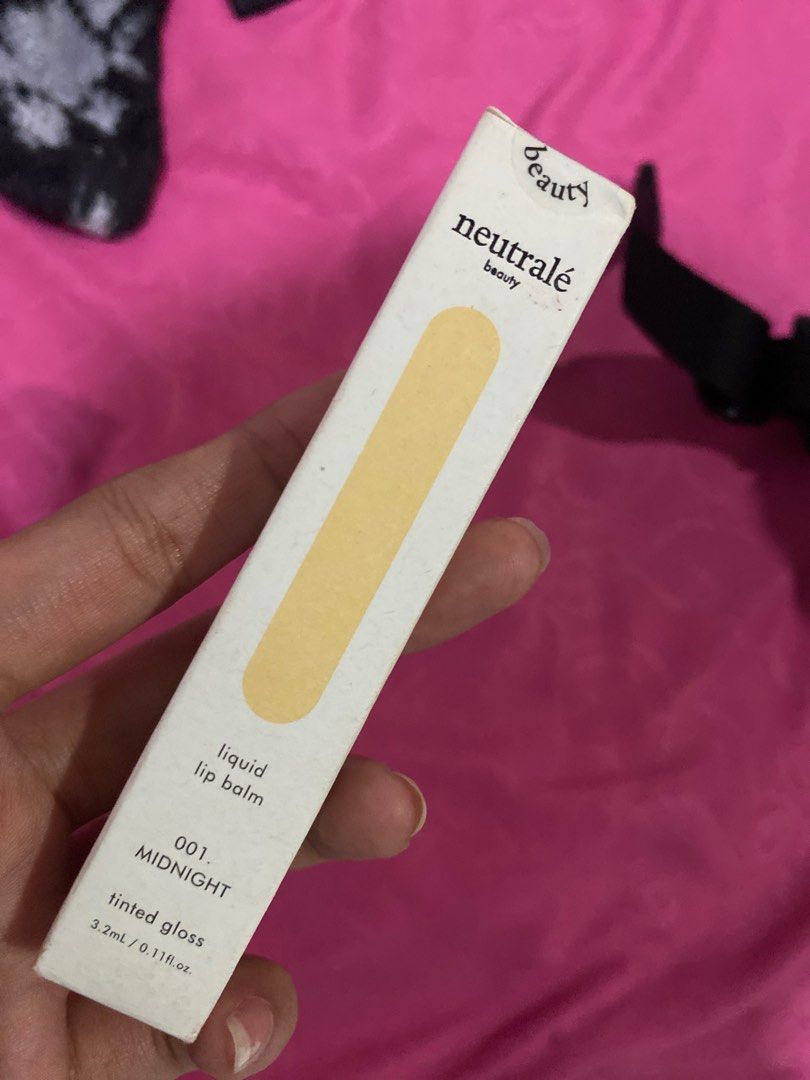 beauty
neutralé
beauty
liquid
lip balm
001.
MIDNIGHT
tinted gloss
3.2mL / 0.11fl.oz.